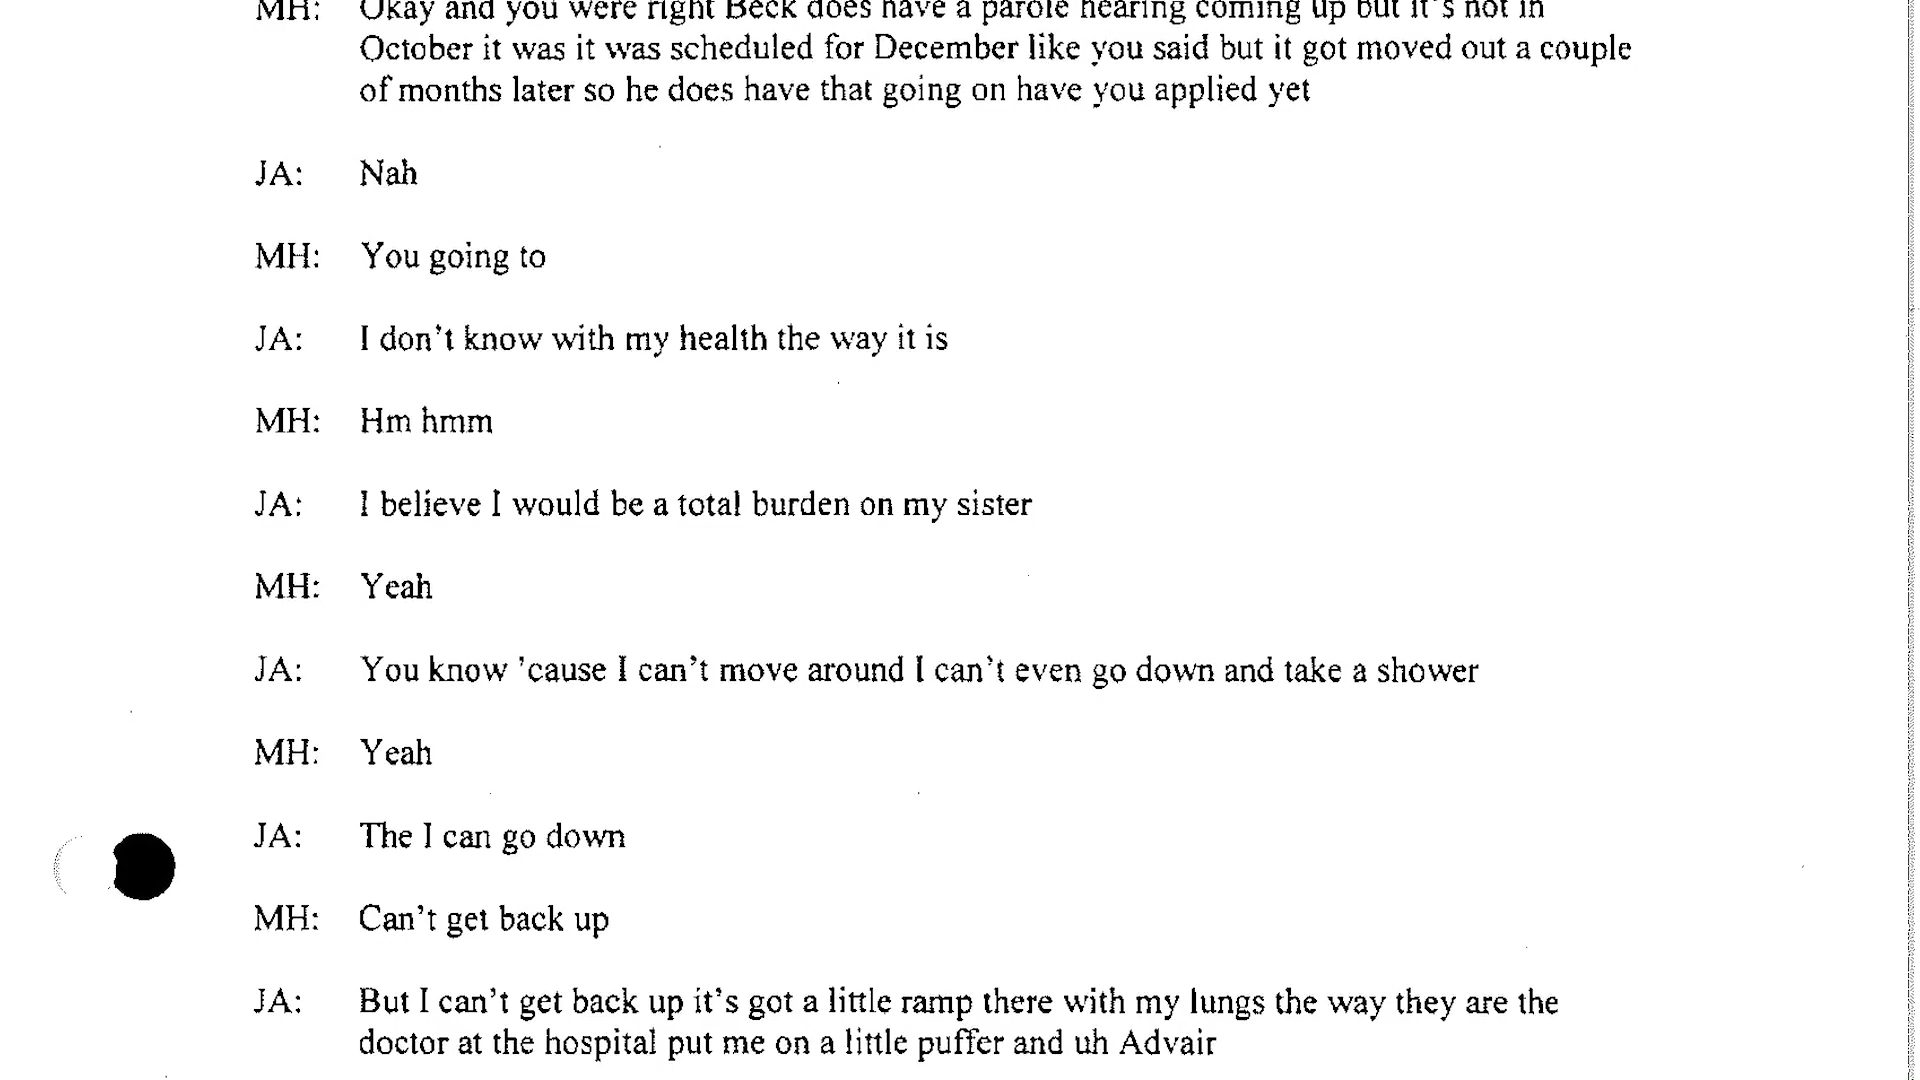 MH: Okay and you were right Beck does have a parole hearing coming up but it's not in
October it was it was scheduled for December like you said but it got moved out a couple
of months later so he does have that going on have you applied yet
JA: Nah
MH: You going to
JA: I don't know with my health the way it is
MH: Hm hmm
JA: I believe I would be a total burden on my sister
MH: Yeah
JA: You know 'cause I can't move around I can't even go down and take a shower
MH: Yeah
JA: The I can go down
MH: Can't get back up
JA: But I can't get back up it's got a little ramp there with my lungs the way they are the
doctor at the hospital put me on a little puffer and uh Advair